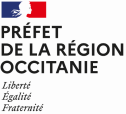 PRÉFET
DE LA RÉGION
OCCITANIE
Liberté
Égalité
Fraternité